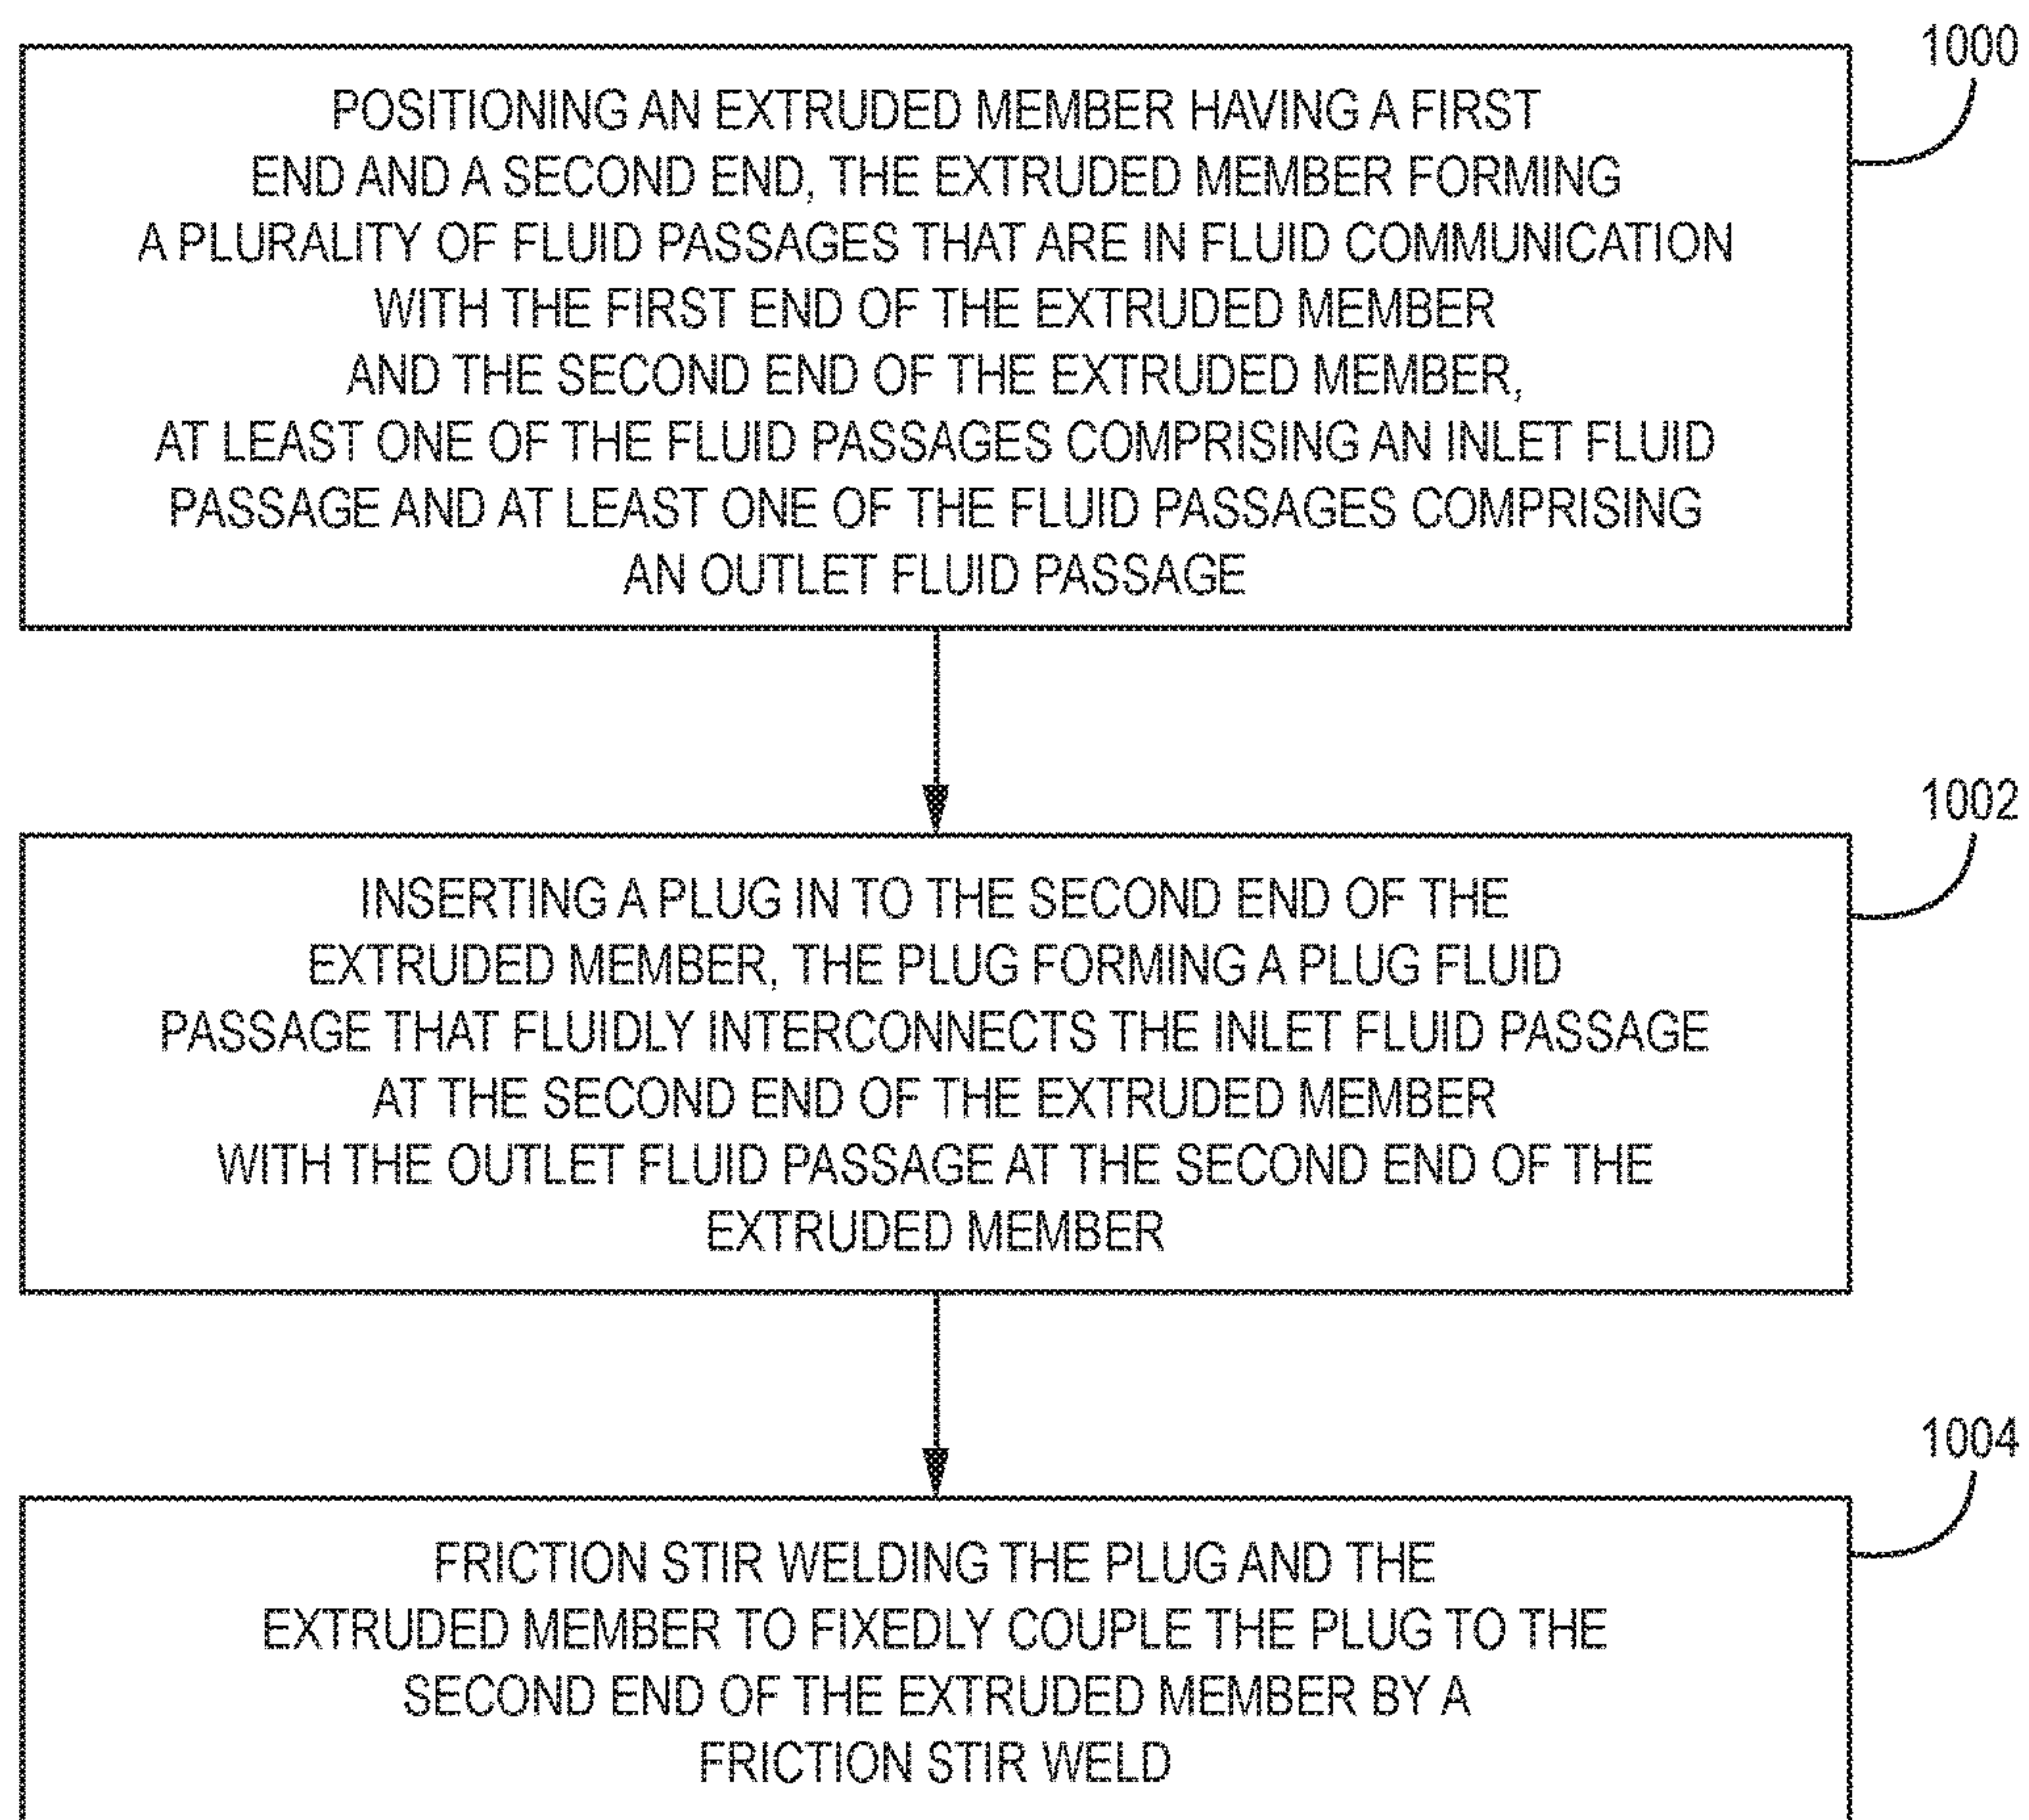 1000
POSITIONING AN EXTRUDED MEMBER HAVING A FIRST
END AND A SECOND END, THE EXTRUDED MEMBER FORMING
A PLURALITY OF FLUID PASSAGES THAT ARE IN FLUID COMMUNICATION
WITH THE FIRST END OF THE EXTRUDED MEMBER
AND THE SECOND END OF THE EXTRUDED MEMBER,
AT LEAST ONE OF THE FLUID PASSAGES COMPRISING AN INLET FLUID
PASSAGE AND AT LEAST ONE OF THE FLUID PASSAGES COMPRISING
AN OUTLET FLUID PASSAGE
1002
INSERTING A PLUG IN TO THE SECOND END OF THE
EXTRUDED MEMBER, THE PLUG FORMING A PLUG FLUID
PASSAGE THAT FLUIDLY INTERCONNECTS THE INLET FLUID PASSAGE
AT THE SECOND END OF THE EXTRUDED MEMBER
WITH THE OUTLET FLUID PASSAGE AT THE SECOND END OF THE
EXTRUDED MEMBER
1004
FRICTION STIR WELDING THE PLUG AND THE
EXTRUDED MEMBER TO FIXEDLY COUPLE THE PLUG TO THE
SECOND END OF THE EXTRUDED MEMBER BY A
FRICTION STIR WELD